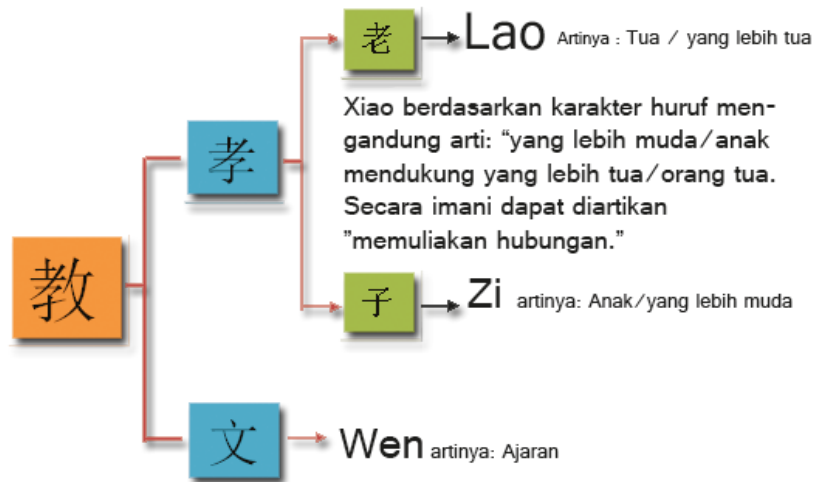 老 Lao Artinya : Tua / yang lebih tua
Xiao berdasarkan karakter huruf men-
gandung arti: “yang lebih muda/anak
孝
mendukung yang lebih tua/orang tua.
Secara imani dapat diartikan
”memuliakan hubungan.”
教
子 Zi artinya: Anak/yang lebih muda
文 Wen artinya: Ajaran